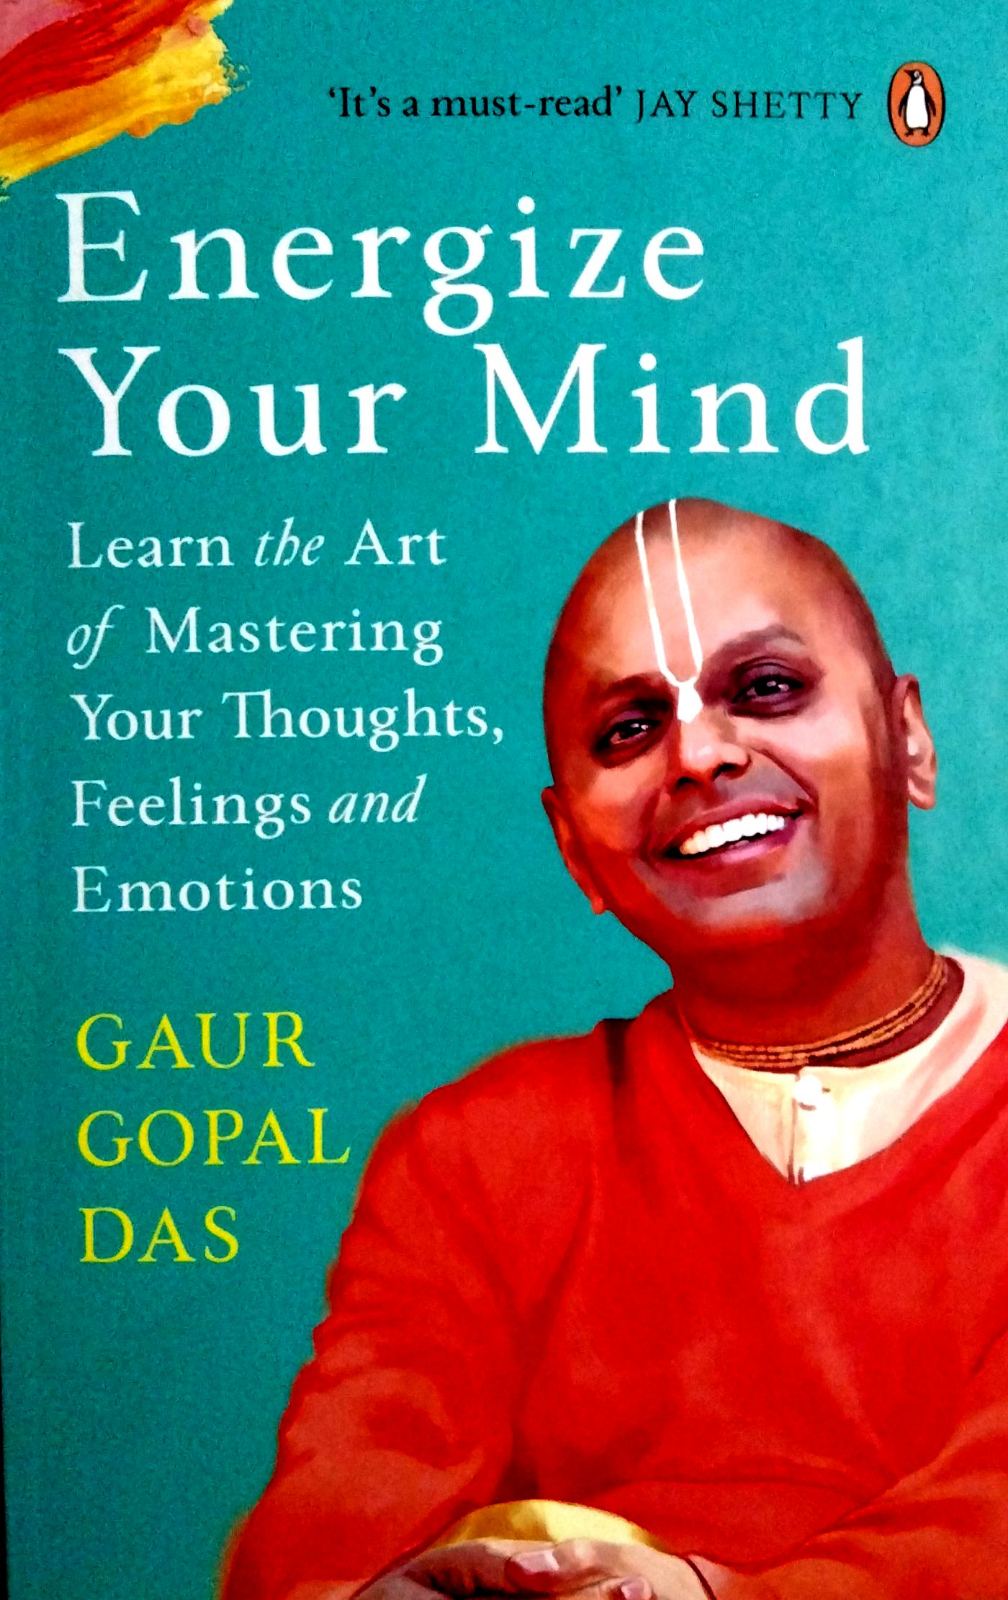 ‘It’s a must-read’ JAY SHETTY
Energize
Your Mind
Learn the Art
of Mastering
Your Thoughts,
Feelings and
Emotions
GAUR
GOPAL
DAS